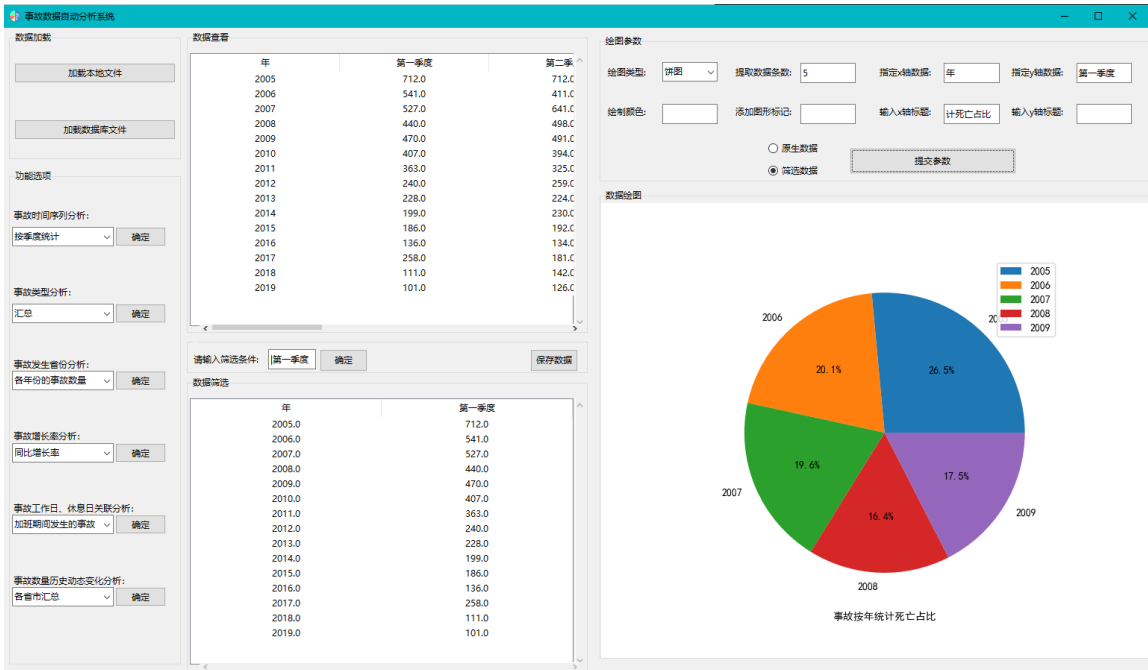 事故数据自动分析系统
数据加载
加载本地文件
加载数据库文件
功能选项
事故时间序列分析:
按季度统计 确定
事故类型分析:
汇总 确定
事故发生省份分析:
各年份的事故数量 确定
事故增长率分析:
同比增长率 确定
事故工作日、休息日关联分析:
加班期间发生的事故 确定
事故数量历史动态变化分析:
各省市汇总 确定
数据查看
年 第一季度 第二季
2005 712.0 712.0
2006 541.0 411.0
2007 527.0 641.0
2008 440.0 498.0
2009 470.0 491.0
2010 407.0 394.0
2011 363.0 325.0
2012 240.0 259.0
2013 228.0 224.0
2014 199.0 230.0
2015 186.0 192.0
2016 136.0 134.0
2017 258.0 181.0
2018 111.0 142.0
2019 101.0 126.0
请输入筛选条件: 第一季度 确定 保存数据
数据筛选
年 第一季度
2005.0 712.0
2006.0 541.0
2007.0 527.0
2008.0 440.0
2009.0 470.0
2010.0 407.0
2011.0 363.0
2012.0 240.0
2013.0 228.0
2014.0 199.0
2015.0 186.0
2016.0 136.0
2017.0 258.0
2018.0 111.0
2019.0 101.0
绘图参数
绘图类型: 饼图 提取数据条数: 5 指定x轴数据: 年 指定y轴数据: 第一季度
绘制颜色: 添加图形标记: 输入x轴标题: 计死亡占比 输入y轴标题:
原生数据
筛选数据
提交参数
数据绘图
2005
2006
2007
2008
2009
2006
20.1%
26.5%
19.6%
17.5%
2007
16.4%
2009
2008
事故按年统计死亡占比